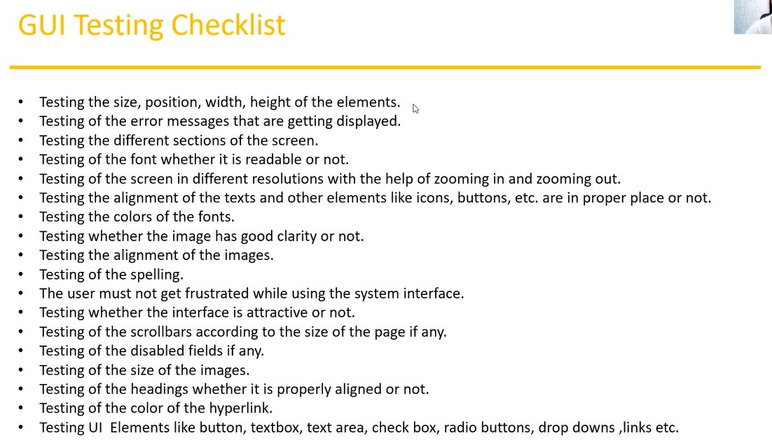 GUI Testing Checklist
• Testing the size, position, width, height of the elements.
• Testing of the error messages that are getting displayed.
• Testing the different sections of the screen.
• Testing of the font whether it is readable or not.
• Testing of the screen in different resolutions with the help of zooming in and zooming out.
• Testing the alignment of the texts and other elements like icons, buttons, etc. are in proper place or not.
• Testing the colors of the fonts.
• Testing whether the image has good clarity or not.
• Testing the alignment of the images.
• Testing of the spelling.
• The user must not get frustrated while using the system interface.
• Testing whether the interface is attractive or not.
• Testing of the scrollbars according to the size of the page if any.
• Testing of the disabled fields if any.
• Testing of the size of the images.
• Testing of the headings whether it is properly aligned or not.
• Testing of the color of the hyperlink.
• Testing UI  Elements like button, textbox, text area, check box, radio buttons, drop downs ,links etc.